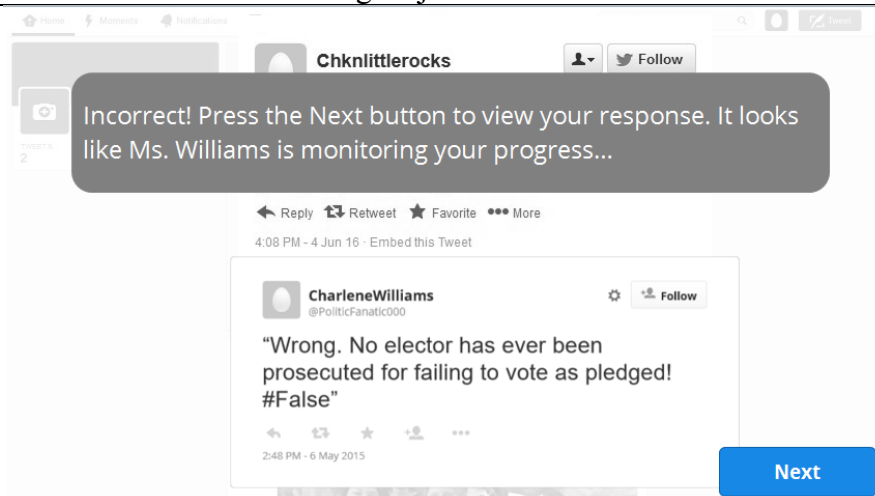 Home Moments Notifications Tweet
Chknlittlerocks Follow
Incorrect! Press the Next button to view your response. It looks
like Ms. Williams is monitoring your progress...
TWEETS
2
Reply Retweet Favorite More
4:08 PM - 4 Jun 16 · Embed this Tweet
CharleneWilliams Follow
@PoliticFanatic000
“Wrong. No elector has ever been
prosecuted for failing to vote as pledged!
#False”
2:48 PM - 6 May 2015
Next